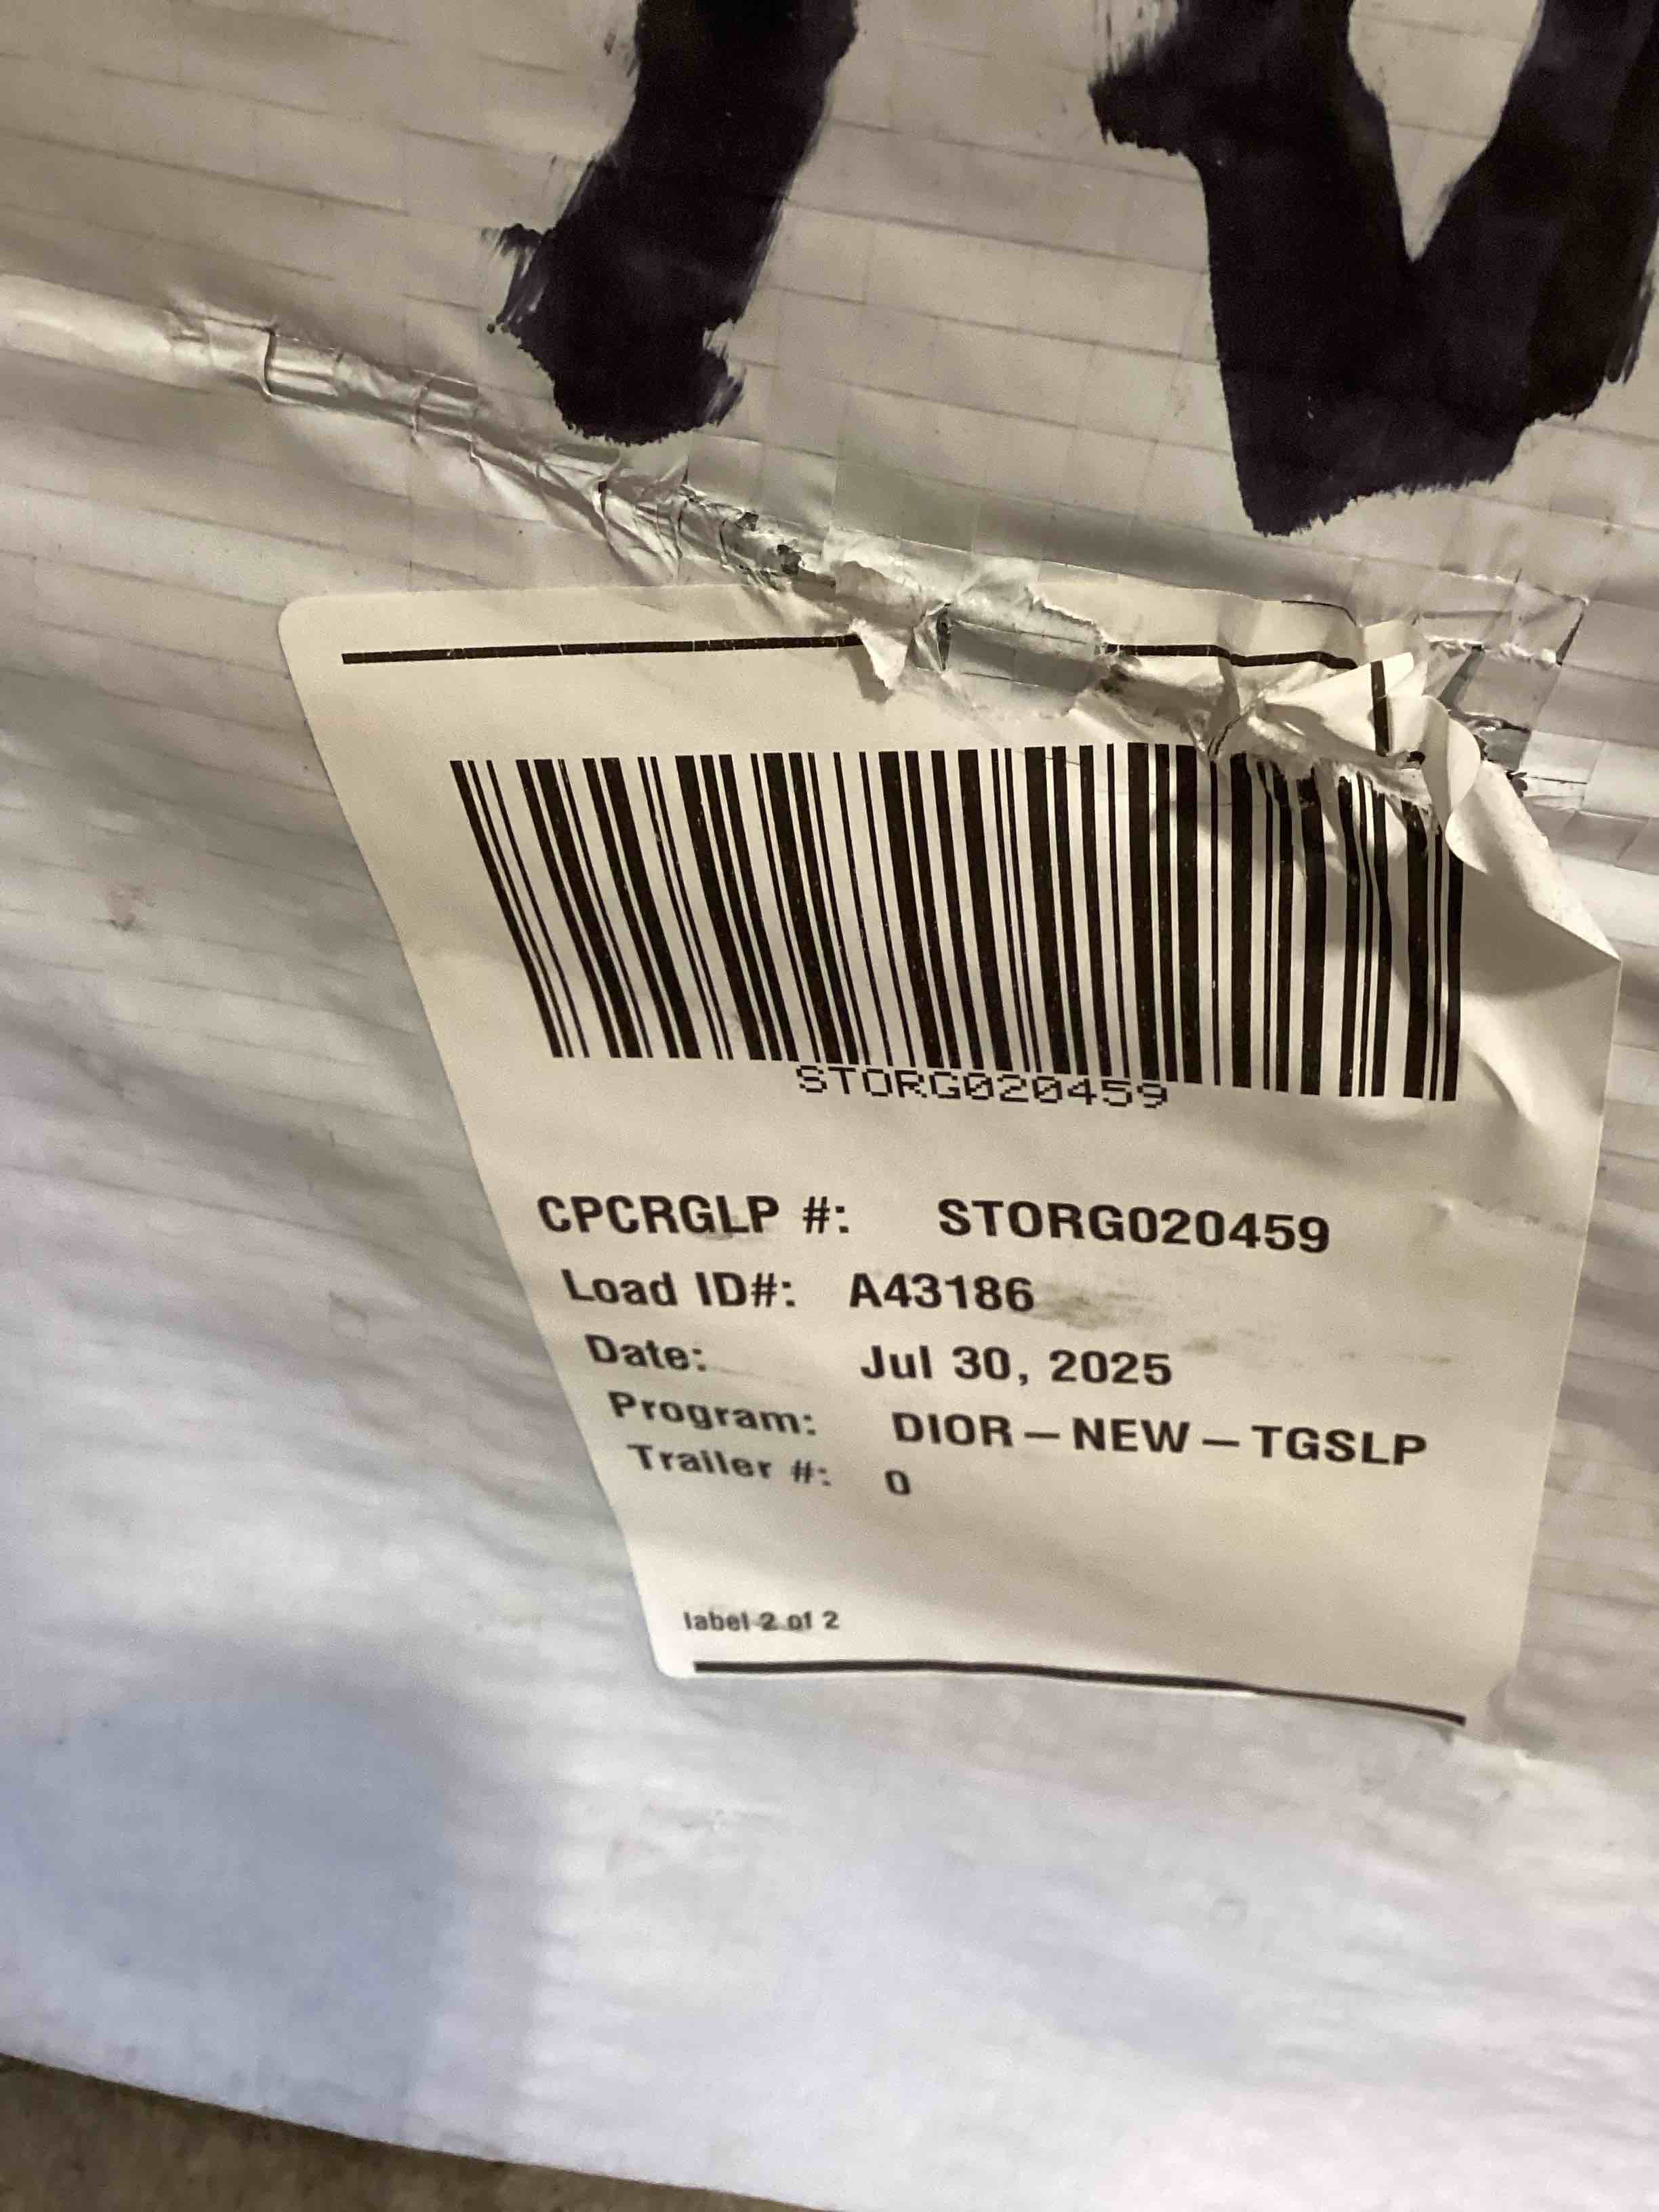 STORG020459
CPCRGLP #: STORG020459
Load ID#: A43186
Date: Jul 30, 2025
Program: DIOR-NEW-TGSLP
Trailer #: 0
label 2 of 2